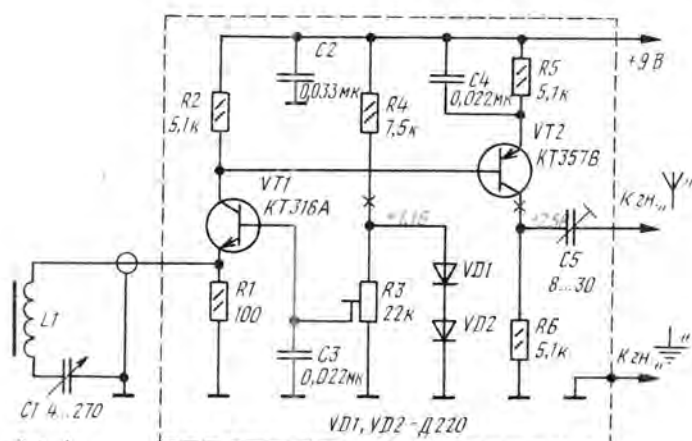 C2
0,033мк
R2
5,1к
R4
7,5к
C4
0,022мк
R5
5,1к
+9 В
VT1
КТ316А
VT2
КТ357В
К гн. „ “
C5
8...30
L1
R1
100
R3
22к
VD1
VD2
C3
0,022мк
R6
5,1к
К гн. „ “
C1 4...270
VD1, VD2 – Д220